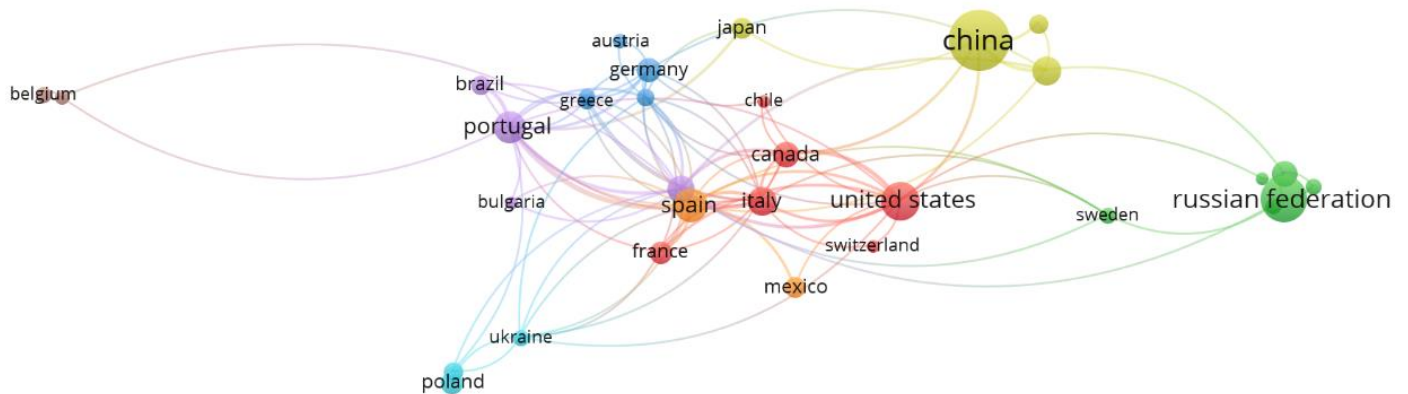 japan
china
austria
germany
belgium
brazil
greece
chile
portugal
canada
bulgaria
spain
italy
united states
russian federation
sweden
france
switzerland
mexico
ukraine
poland